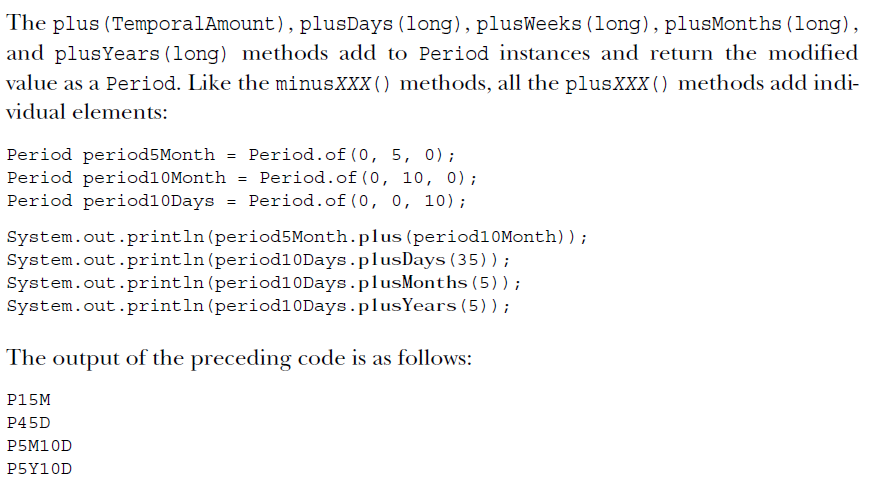 The plus(TemporalAmount), plusDays(long), plusWeeks(long), plusMonths(long),
and plusYears(long) methods add to Period instances and return the modified
value as a Period. Like the minusXXX() methods, all the plusXXX() methods add indi-
vidual elements:
Period period5Month = Period.of(0, 5, 0);
Period period10Month = Period.of(0, 10, 0);
Period period10Days = Period.of(0, 0, 10);
System.out.println(period5Month.plus(period10Month));
System.out.println(period10Days.plusDays(35));
System.out.println(period10Days.plusMonths(5));
System.out.println(period10Days.plusYears(5));
The output of the preceding code is as follows:
P15M
P45D
P5M10D
P5Y10D